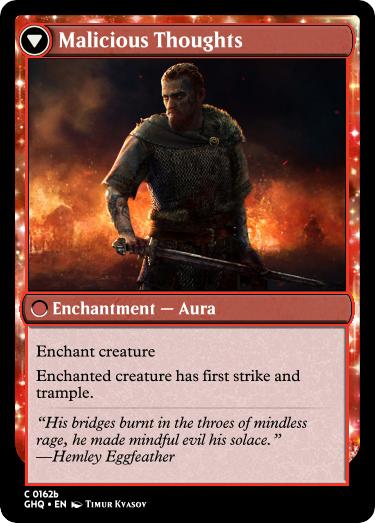 Malicious Thoughts
Enchantment — Aura
Enchant creature
Enchanted creature has first strike and
trample.
“His bridges burnt in the throes of mindless
rage, he made mindful evil his solace.”
—Hemley Eggfeather
C 0162b
GHQ • EN Timur Kvasov